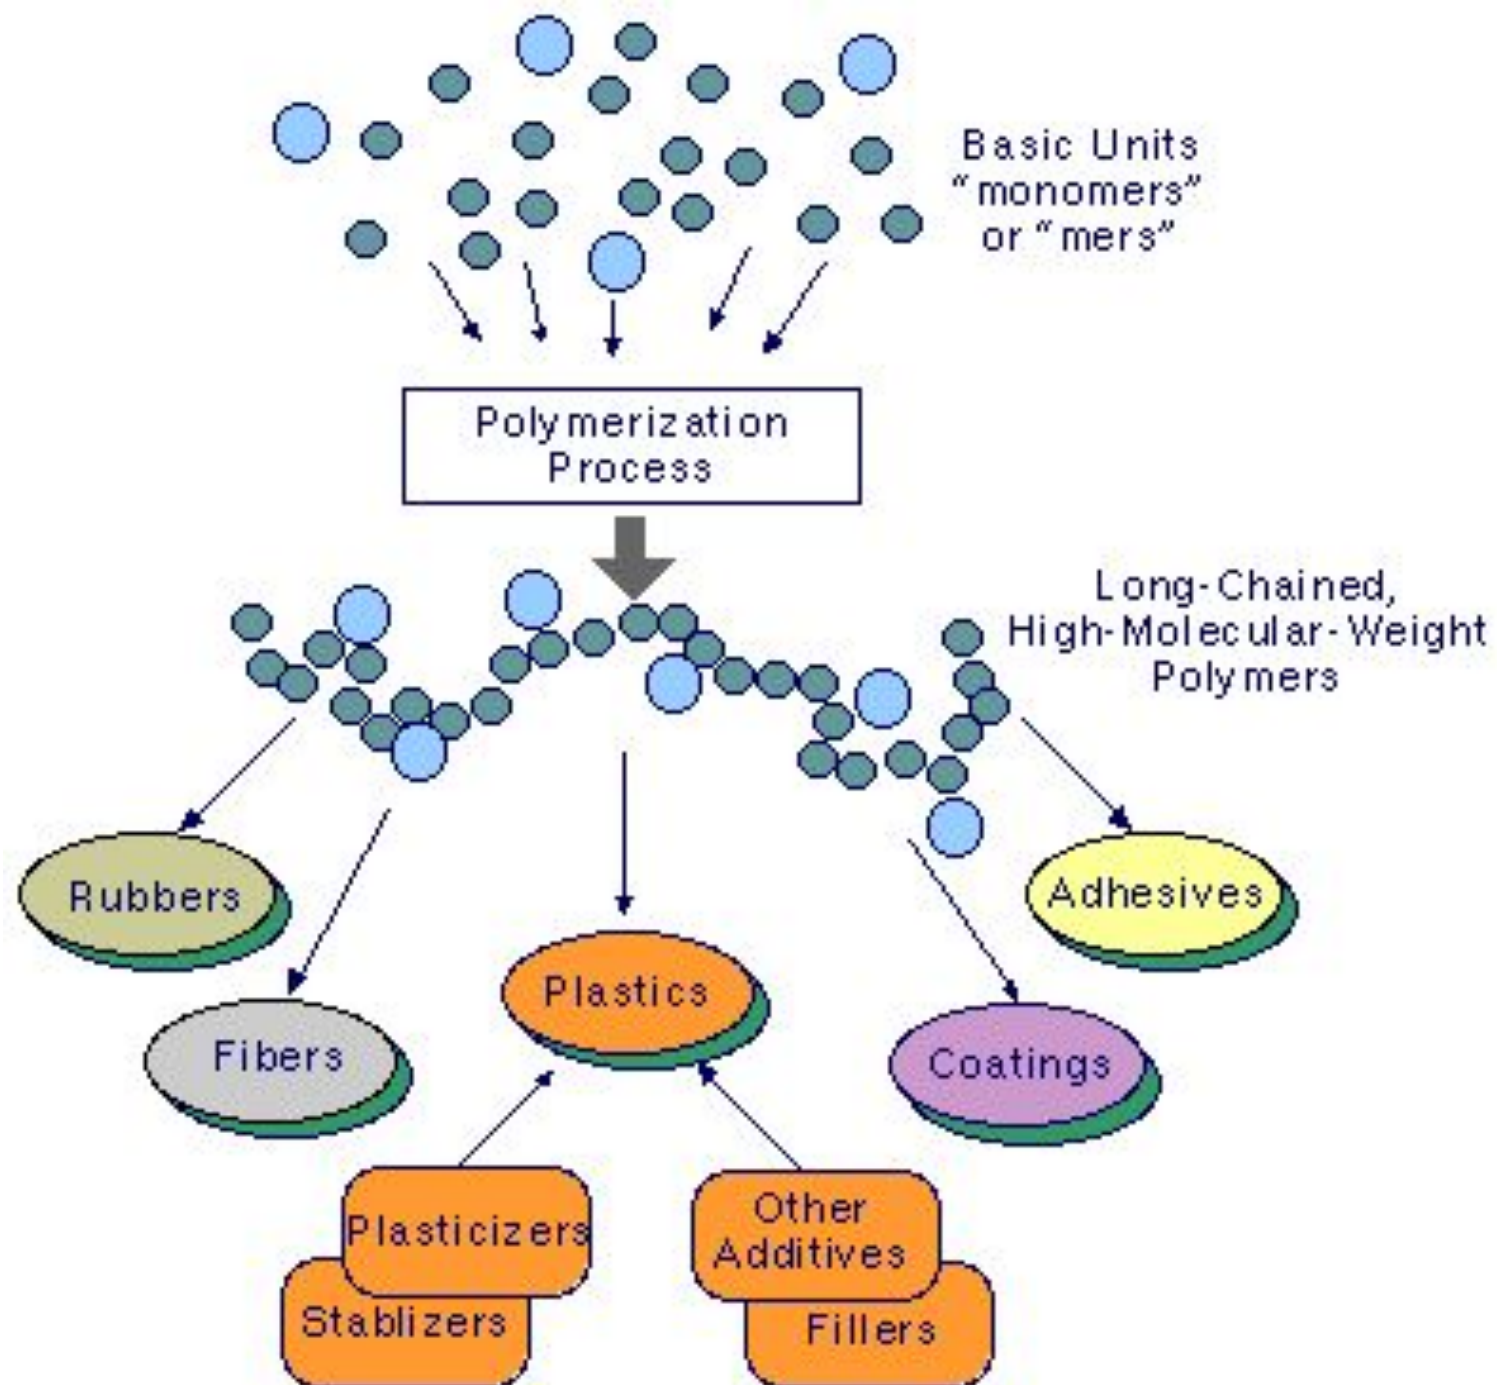 Basic Units
“monomers”
or “mers”
Polymerization
Process
Long-Chained,
High-Molecular-Weight
Polymers
Rubbers
Adhesives
Plastics
Fibers
Coatings
Plasticizers
Other
Additives
Stablizers
Fillers